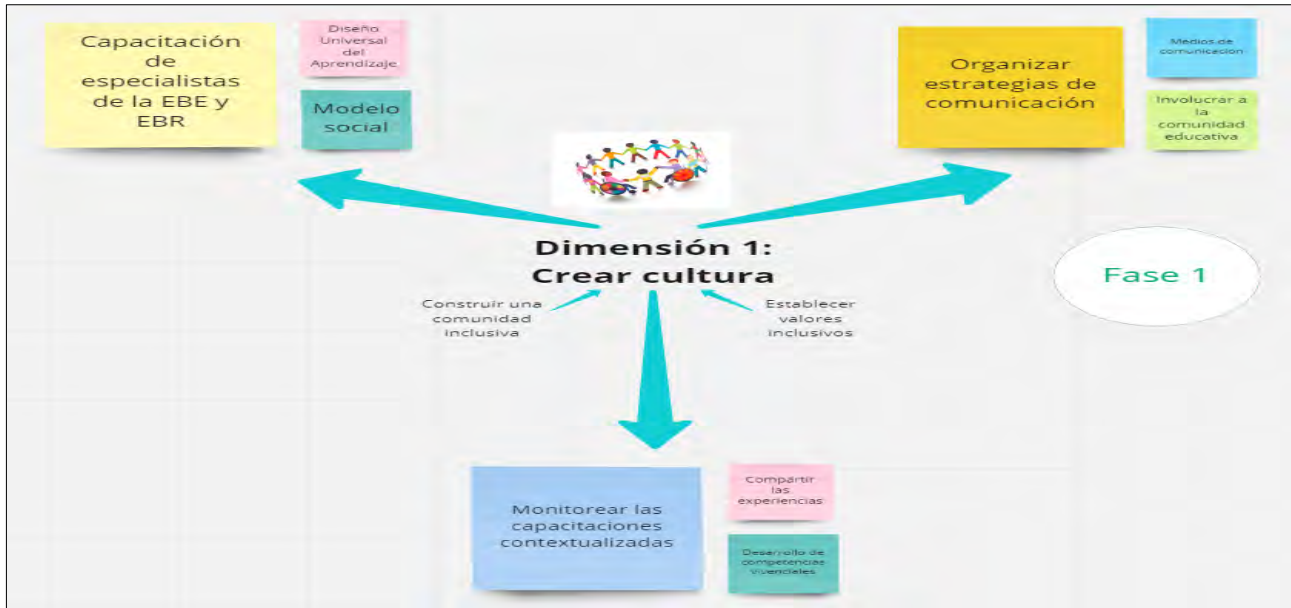 Capacitación
de
especialistas
de la EBE y
EBR
Diseño
Universal
del
Aprendizaje
Modelo
social
Organizar
estrategias de
comunicación
Medios de
comunicación
Involucrar a
la
comunidad
educativa
Dimensión 1:
Crear cultura
Construir una
comunidad
inclusiva
Establecer
valores
inclusivos
Fase 1
Monitorear las
capacitaciones
contextualizadas
Compartir
las
experiencias
Desarrollo de
competencias
vivenciales